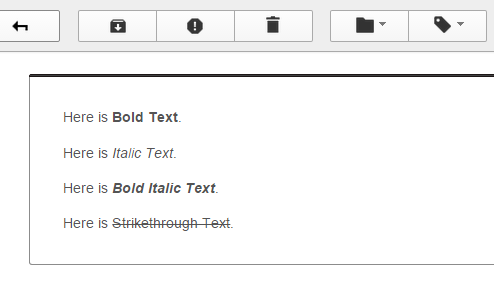 Here is Bold Text.
Here is Italic Text.
Here is Bold Italic Text.
Here is Strikethrough Text.